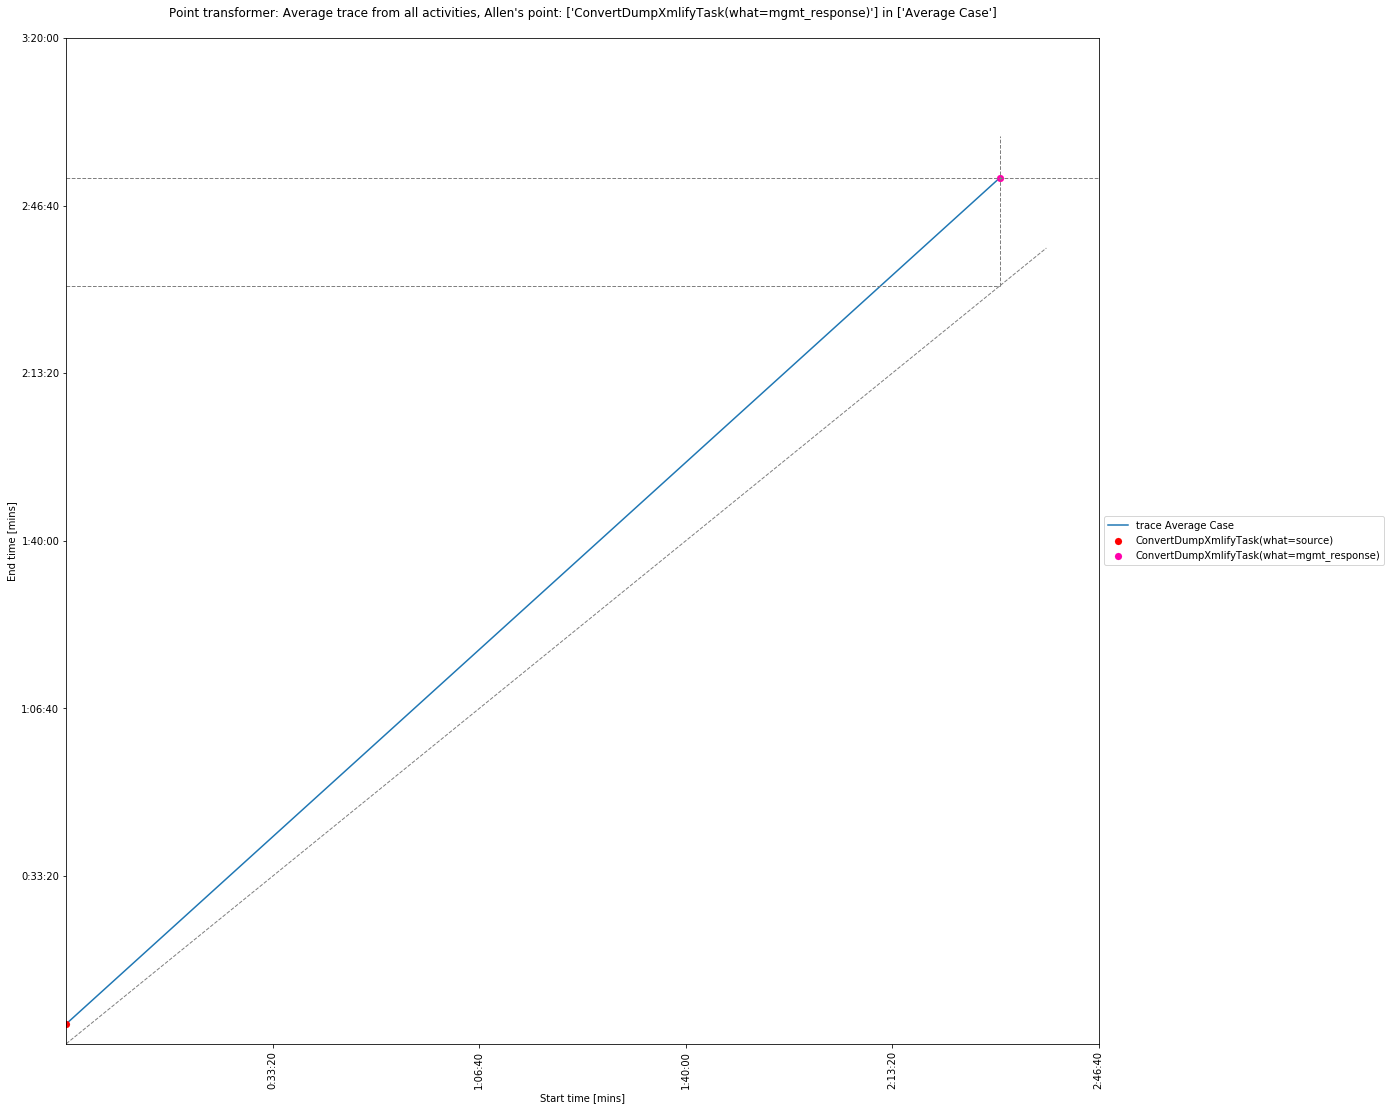 Point transformer: Average trace from all activities, Allen's point: ['ConvertDumpXmlifyTask(what=mgmt_response)'] in ['Average Case']
3:20:00
2:46:40
2:13:20
1:40:00
1:06:40
0:33:20
End time [mins]
0:33:20
1:06:40
1:40:00
2:13:20
2:46:40
Start time [mins]
trace Average Case
ConvertDumpXmlifyTask(what=source)
ConvertDumpXmlifyTask(what=mgmt_response)